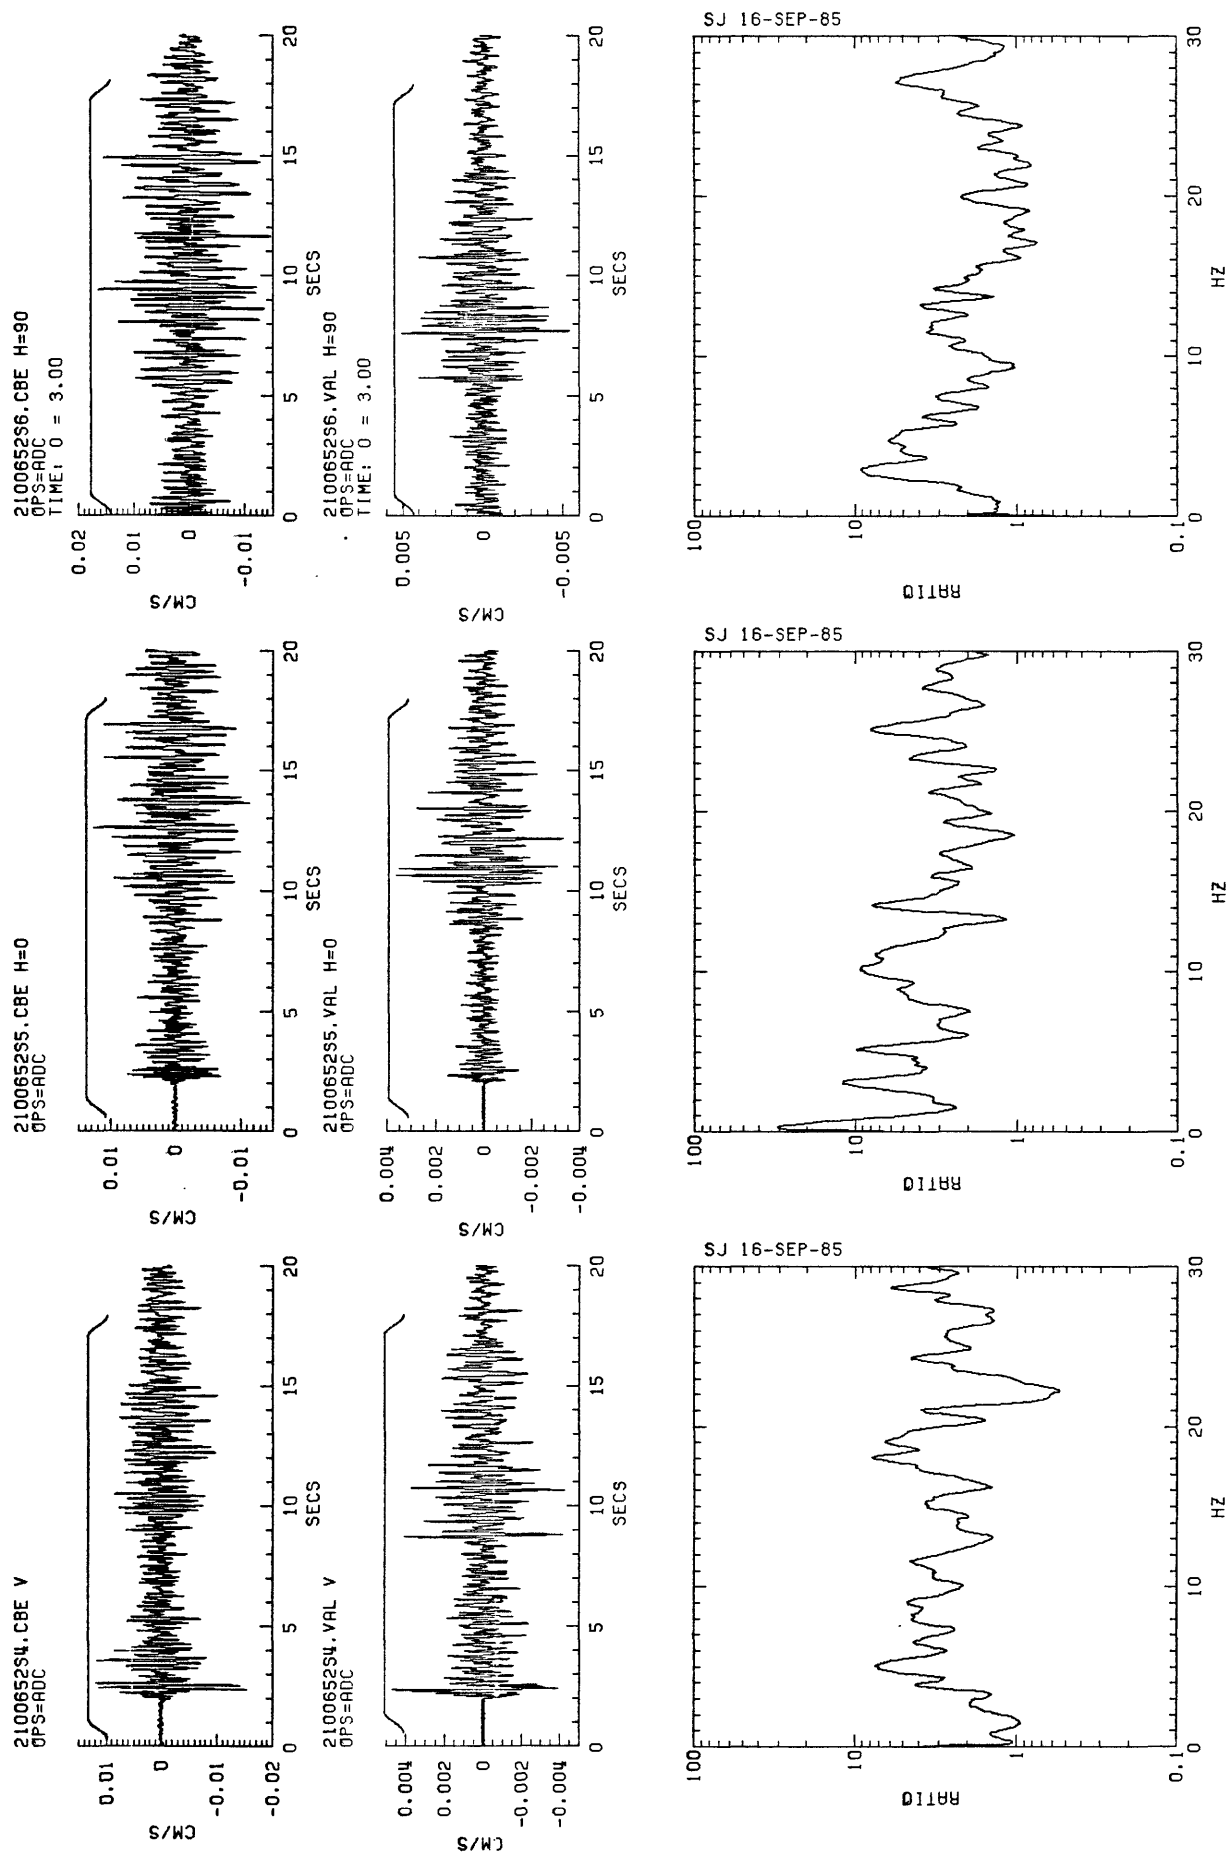 2100652S4.CBE V
OPS=ADC
0.01
0
-0.01
-0.02
CM/S
0 5 10 15 20
SECS
2100652S4.VAL V
OPS=ADC
0.004
0.002
0
-0.002
-0.004
CM/S
0 5 10 15 20
SECS
SJ 16-SEP-85
100
10
1
0.1
RATIO
0 10 20 30
HZ
2100652S5.CBE H=0
OPS=ADC
0.01
0
-0.01
CM/S
0 5 10 15 20
SECS
2100652S5.VAL H=0
OPS=ADC
0.004
0.002
0
-0.002
-0.004
CM/S
0 5 10 15 20
SECS
SJ 16-SEP-85
100
10
1
0.1
RATIO
0 10 20 30
HZ
2100652S6.CBE H=90
OPS=ADC
TIME: 0 = 3.00
0.02
0.01
0
-0.01
CM/S
0 5 10 15 20
SECS
2100652S6.VAL H=90
OPS=ADC
TIME: 0 = 3.00
0.005
0
-0.005
CM/S
0 5 10 15 20
SECS
SJ 16-SEP-85
100
10
1
0.1
RATIO
0 10 20 30
HZ